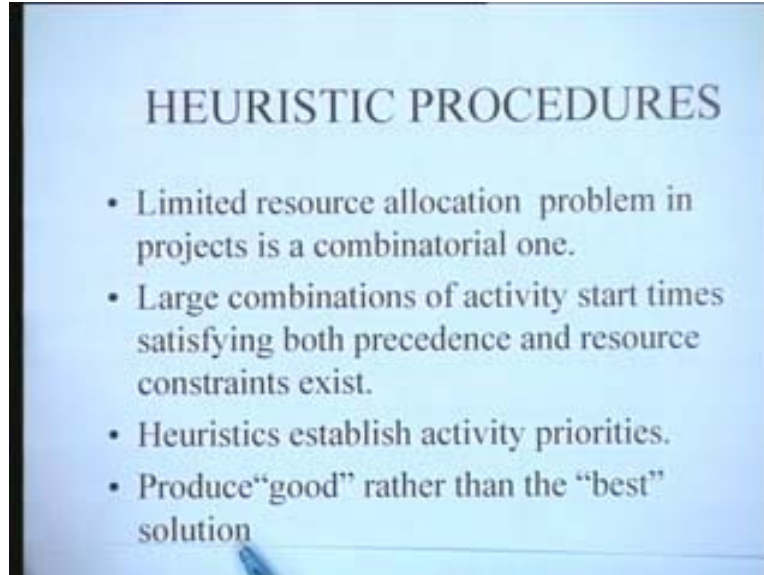 HEURISTIC PROCEDURES
• Limited resource allocation problem in
projects is a combinatorial one.
• Large combinations of activity start times
satisfying both precedence and resource
constraints exist.
• Heuristics establish activity priorities.
• Produce“good” rather than the “best”
solution